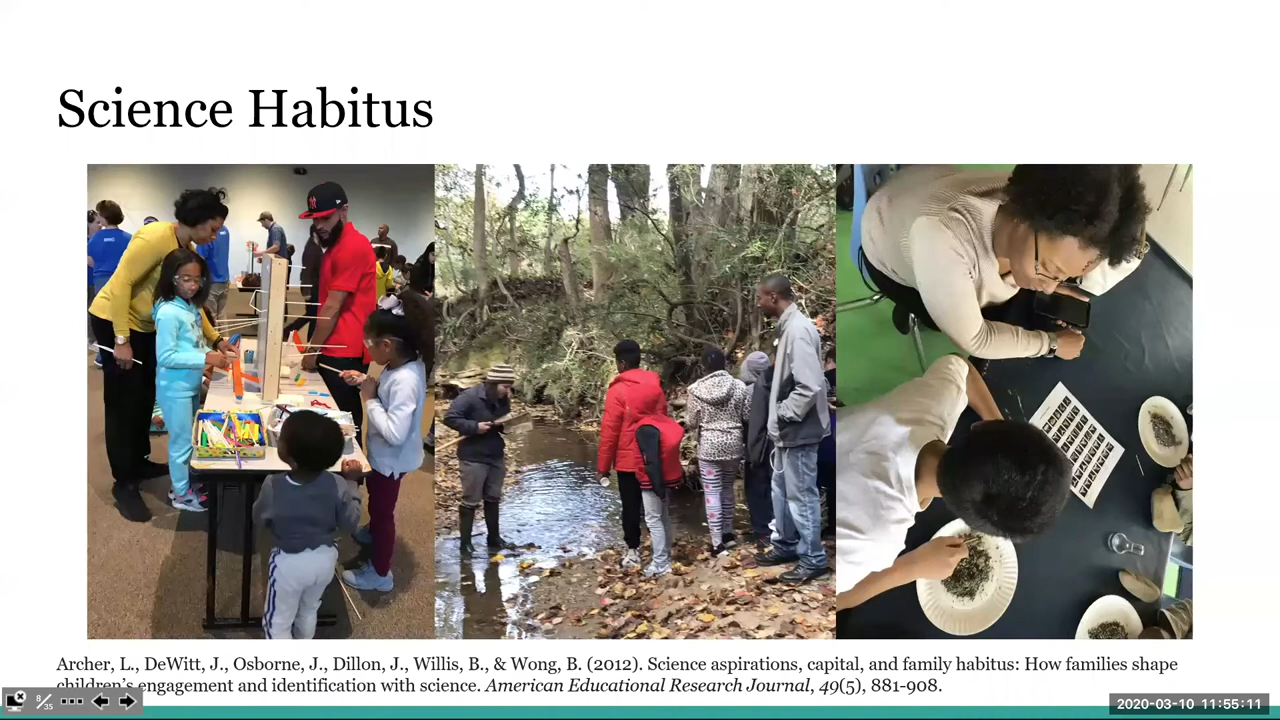 Science Habitus
Archer, L., DeWitt, J., Osborne, J., Dillon, J., Willis, B., & Wong, B. (2012). Science aspirations, capital, and family habitus: How families shape
children's engagement and identification with science. American Educational Research Journal, 49(5), 881-908.
8/35
2020-03-10 11:55:11